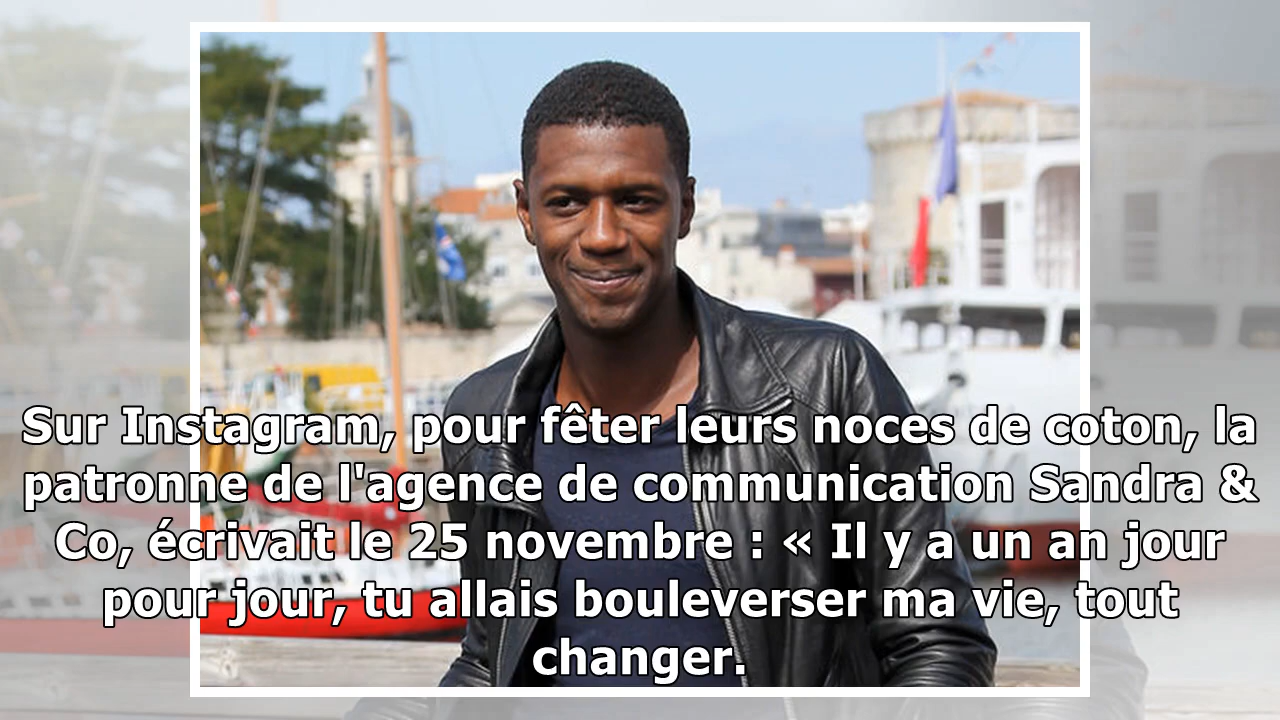 Sur Instagram, pour fêter leurs noces de coton, la
patronne de l'agence de communication Sandra &
Co, écrivait le 25 novembre : « Il y a un an jour
pour jour, tu allais bouleverser ma vie, tout
changer.